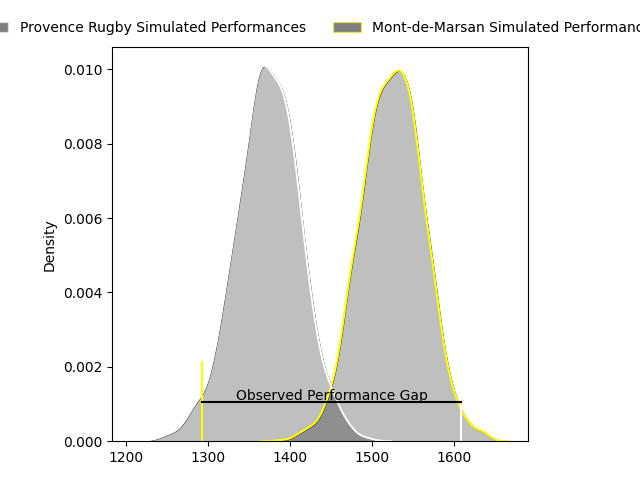 Provence Rugby Simulated Performances
Mont-de-Marsan Simulated Performanc
0.010
0.008
0.006
0.004
0.002
0.000
Density
Observed Performance Gap
1200 1300 1400 1500 1600